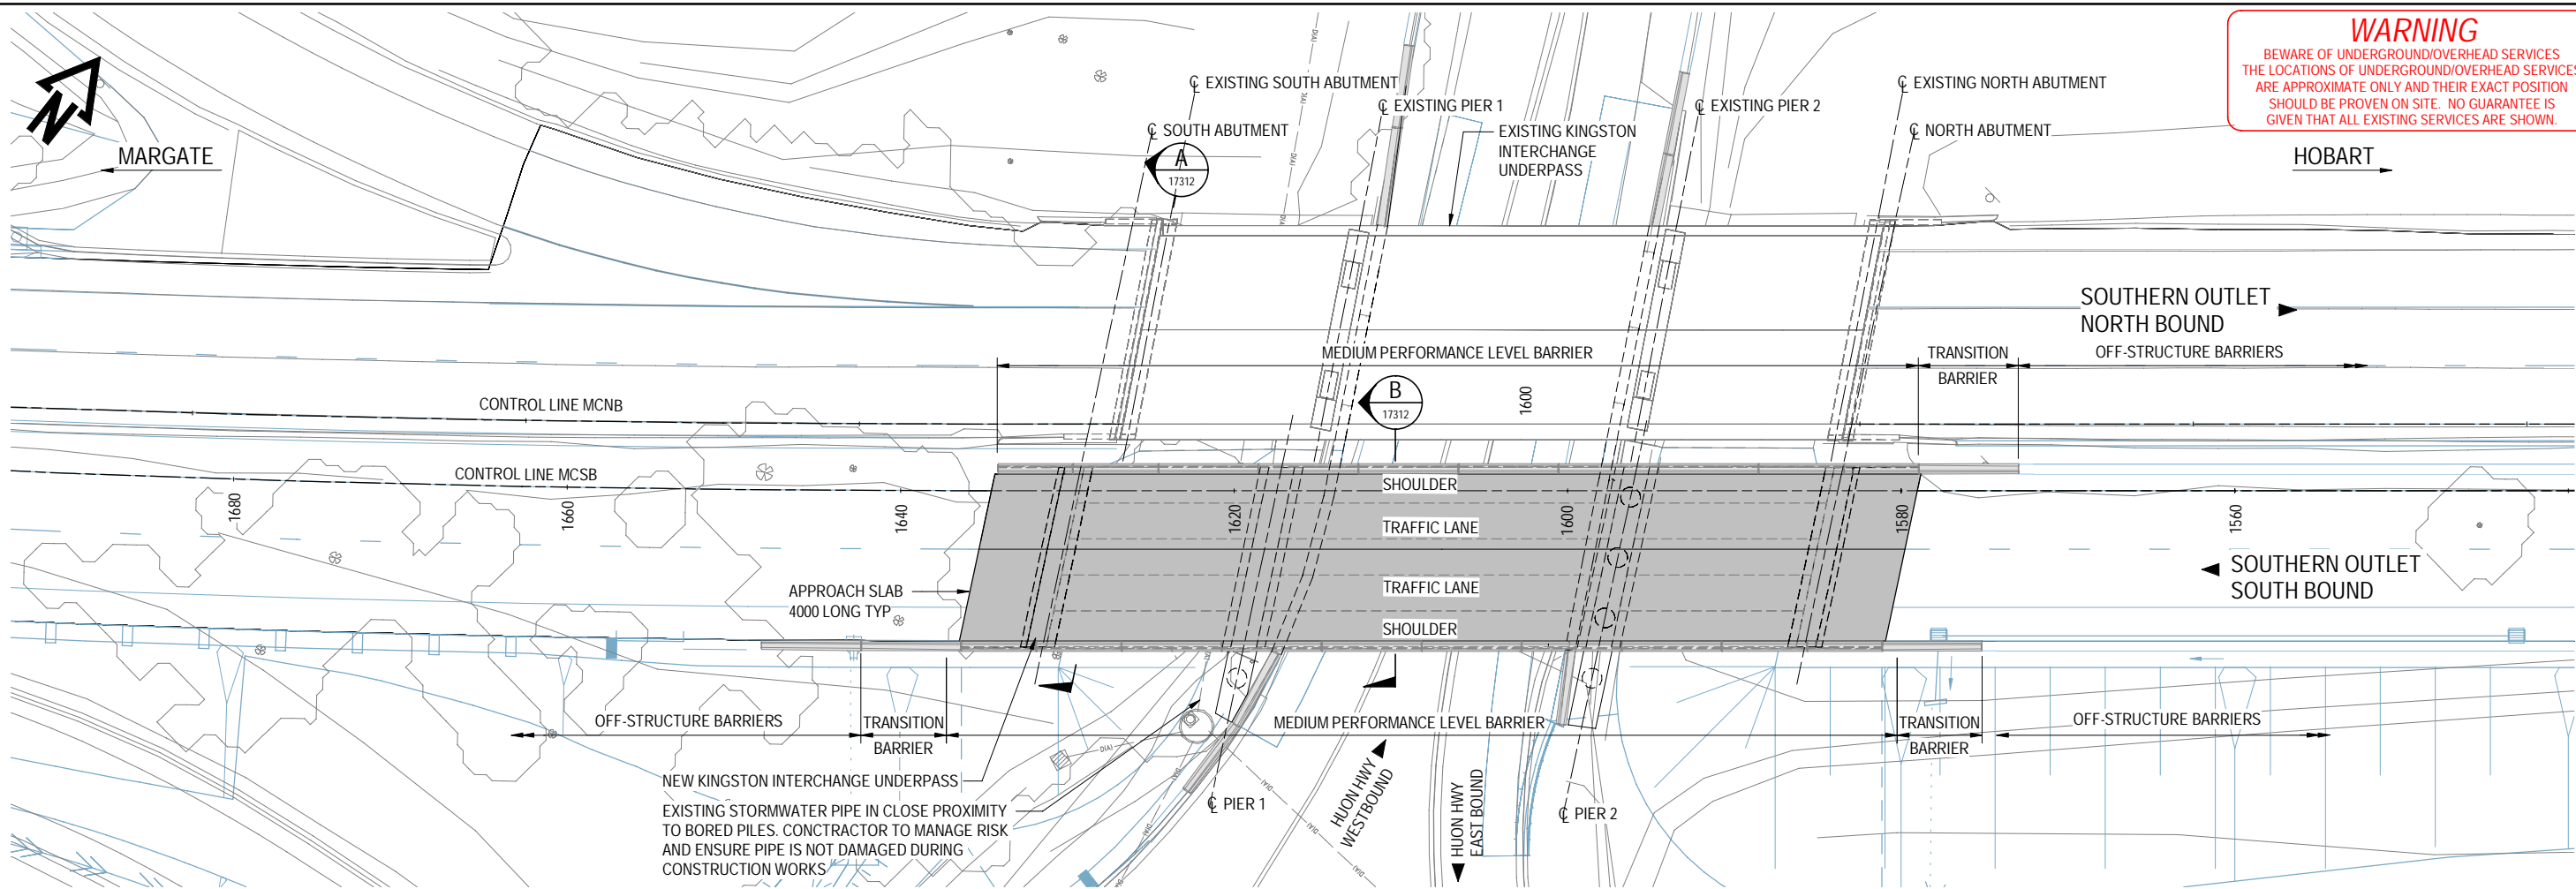 WARNING
BEWARE OF UNDERGROUND/OVERHEAD SERVICES
THE LOCATIONS OF UNDERGROUND/OVERHEAD SERVICES
ARE APPROXIMATE ONLY AND THEIR EXACT POSITION
SHOULD BE PROVEN ON SITE. NO GUARANTEE IS
GIVEN THAT ALL EXISTING SERVICES ARE SHOWN.
N
MARGATE
HOBART
℄ EXISTING SOUTH ABUTMENT
℄ SOUTH ABUTMENT
A
17312
℄ EXISTING PIER 1
EXISTING KINGSTON
INTERCHANGE
UNDERPASS
℄ EXISTING PIER 2
℄ EXISTING NORTH ABUTMENT
℄ NORTH ABUTMENT
SOUTHERN OUTLET
NORTH BOUND
MEDIUM PERFORMANCE LEVEL BARRIER
TRANSITION
BARRIER
OFF-STRUCTURE BARRIERS
B
17312
1600
CONTROL LINE MCNB
CONTROL LINE MCSB
1680
1660
1640
1620
1600
1580
1560
SHOULDER
TRAFFIC LANE
TRAFFIC LANE
SHOULDER
APPROACH SLAB
4000 LONG TYP
SOUTHERN OUTLET
SOUTH BOUND
OFF-STRUCTURE BARRIERS
TRANSITION
BARRIER
MEDIUM PERFORMANCE LEVEL BARRIER
TRANSITION
BARRIER
OFF-STRUCTURE BARRIERS
NEW KINGSTON INTERCHANGE UNDERPASS
EXISTING STORMWATER PIPE IN CLOSE PROXIMITY
TO BORED PILES. CONCTRACTOR TO MANAGE RISK
AND ENSURE PIPE IS NOT DAMAGED DURING
CONSTRUCTION WORKS
℄ PIER 1
HUON HWY
WESTBOUND
HUON HWY
EAST BOUND
℄ PIER 2
D(A)
D(A)
D(A)
D(A)
D(A)
D(A)
D(A)
D(A)
D(A)
D(A)